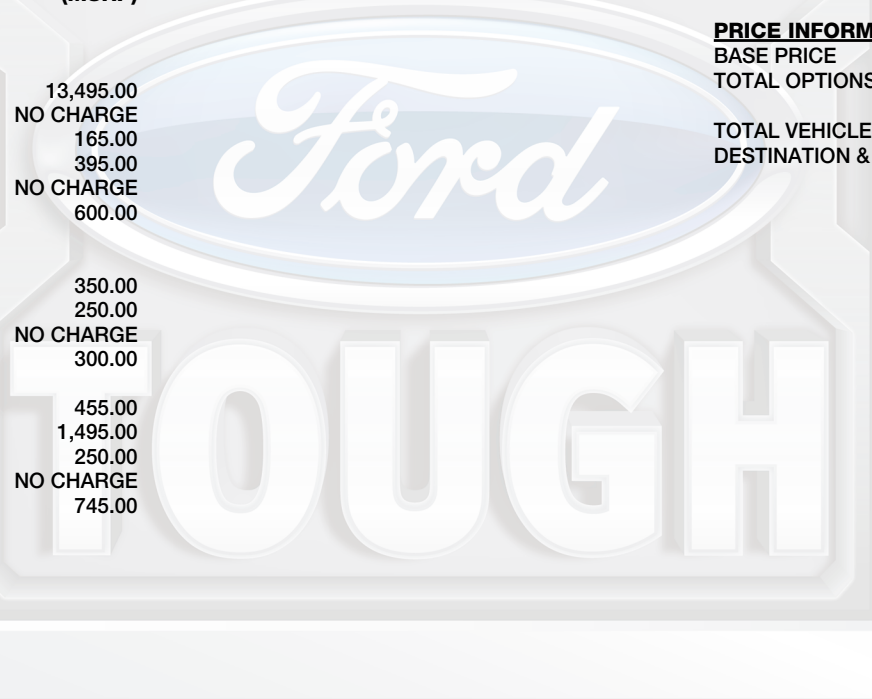 13,495.00
NO CHARGE
165.00
395.00
NO CHARGE
600.00
350.00
250.00
NO CHARGE
300.00
455.00
1,495.00
250.00
NO CHARGE
745.00
PRICE INFORM
BASE PRICE
TOTAL OPTIONS
TOTAL VEHICLE
DESTINATION &
Ford
TOUGH